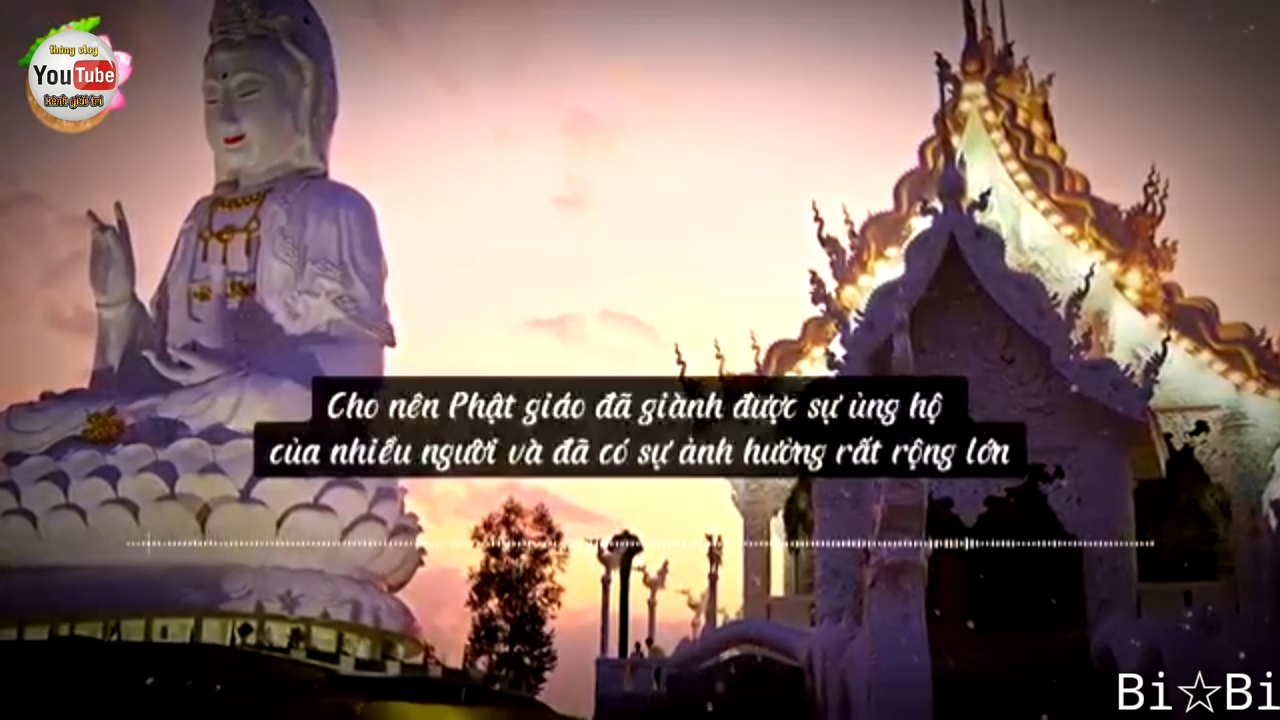 thông vlog
YouTube
kênh giải trí
Cho nên Phật giáo đã giành được sự ủng hộ
của nhiều người và đã có sự ảnh hưởng rất rộng lớn
Bi☆Bi